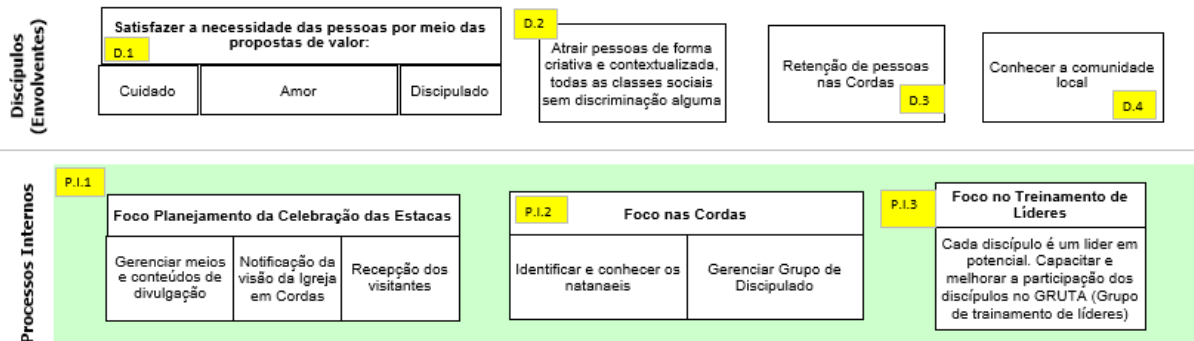 Discípulos
(Envolventes)
Satisfazer a necessidade das pessoas por meio das
propostas de valor:
D.1
Cuidado
Amor
Discipulado
D.2
Atrair pessoas de forma
criativa e contextualizada,
todas as classes sociais
sem discriminação alguma
Retenção de pessoas
nas Cordas
D.3
Conhecer a comunidade
local
D.4
Processos Internos
P.I.1
Foco Planejamento da Celebração das Estacas
Gerenciar meios
e conteúdos de
divulgação
Notificação da
visão da Igreja
em Cordas
Recepção dos
visitantes
P.I.2
Foco nas Cordas
Identificar e conhecer os
natanaeis
Gerenciar Grupo de
Discipulado
P.I.3
Foco no Treinamento de
Líderes
Cada discípulo é um lider em
potencial. Capacitar e
melhorar a participação dos
discípulos no GRUTA (Grupo
de trainamento de líderes)